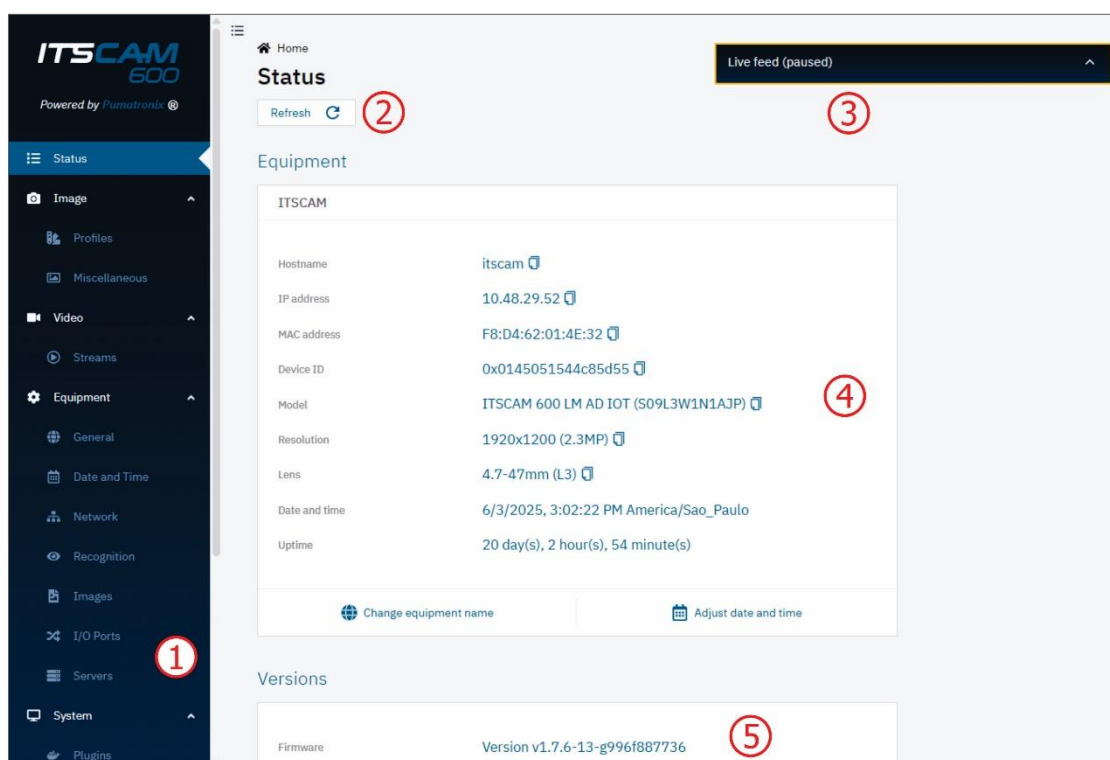 ITSCAM
600
Powered by Pumatronix ®
Status
Image
Profiles
Miscellaneous
Video
Streams
Equipment
General
Date and Time
Network
Recognition
Images
I/O Ports
1
Servers
System
Plugins
Home
Status
Refresh
2
Live feed (paused)
3
Equipment
ITSCAM
Hostname itscam
IP address 10.48.29.52
MAC address F8:D4:62:01:4E:32
Device ID 0x0145051544c85d55
Model ITSCAM 600 LM AD IOT (S09L3W1N1AJP)
4
Resolution 1920x1200 (2.3MP)
Lens 4.7-47mm (L3)
Date and time 6/3/2025, 3:02:22 PM America/Sao_Paulo
Uptime 20 day(s), 2 hour(s), 54 minute(s)
Change equipment name Adjust date and time
Versions
Firmware Version v1.7.6-13-g996f887736
5